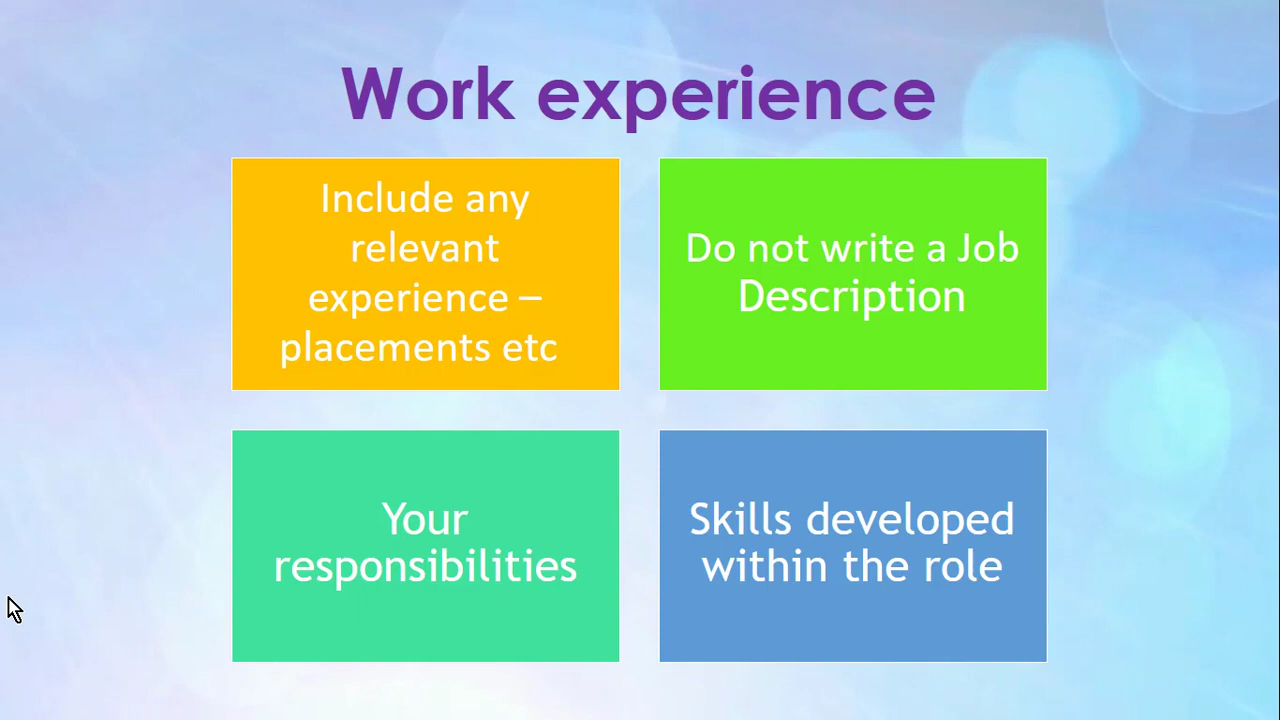 Work experience
Include any
relevant
experience –
placements etc
Do not write a Job
Description
Your
responsibilities
Skills developed
within the role